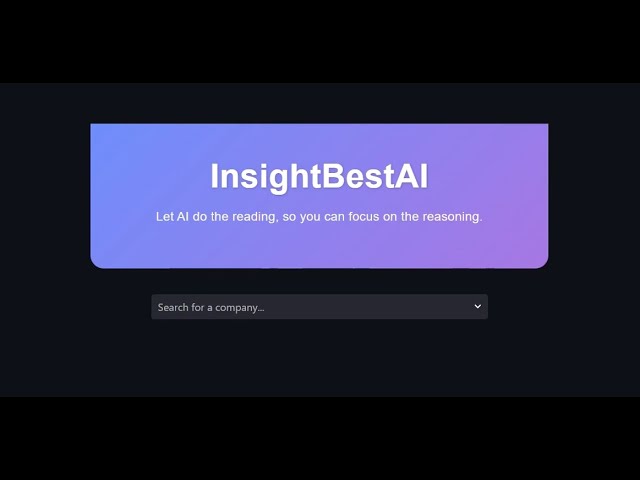 InsightBestAI
Let AI do the reading, so you can focus on the reasoning.
Search for a company...